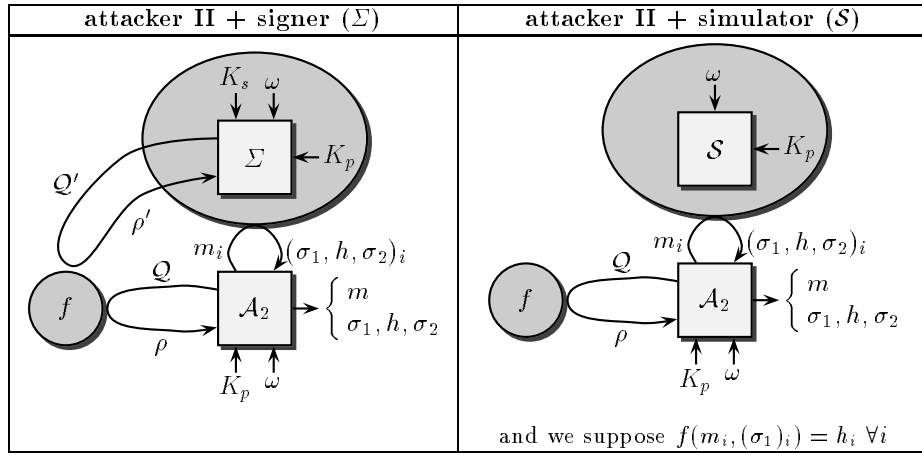 attacker II + signer (Σ)
K_s ω
Σ
K_p
Q′
ρ′
m_i
(σ_1, h, σ_2)_i
Q
f
A_2
m
σ_1, h, σ_2
ρ
K_p ω
attacker II + simulator (S)
ω
S
K_p
m_i
(σ_1, h, σ_2)_i
Q
f
A_2
m
σ_1, h, σ_2
ρ
K_p ω
and we suppose f(m_i, (σ_1)_i) = h_i ∀i